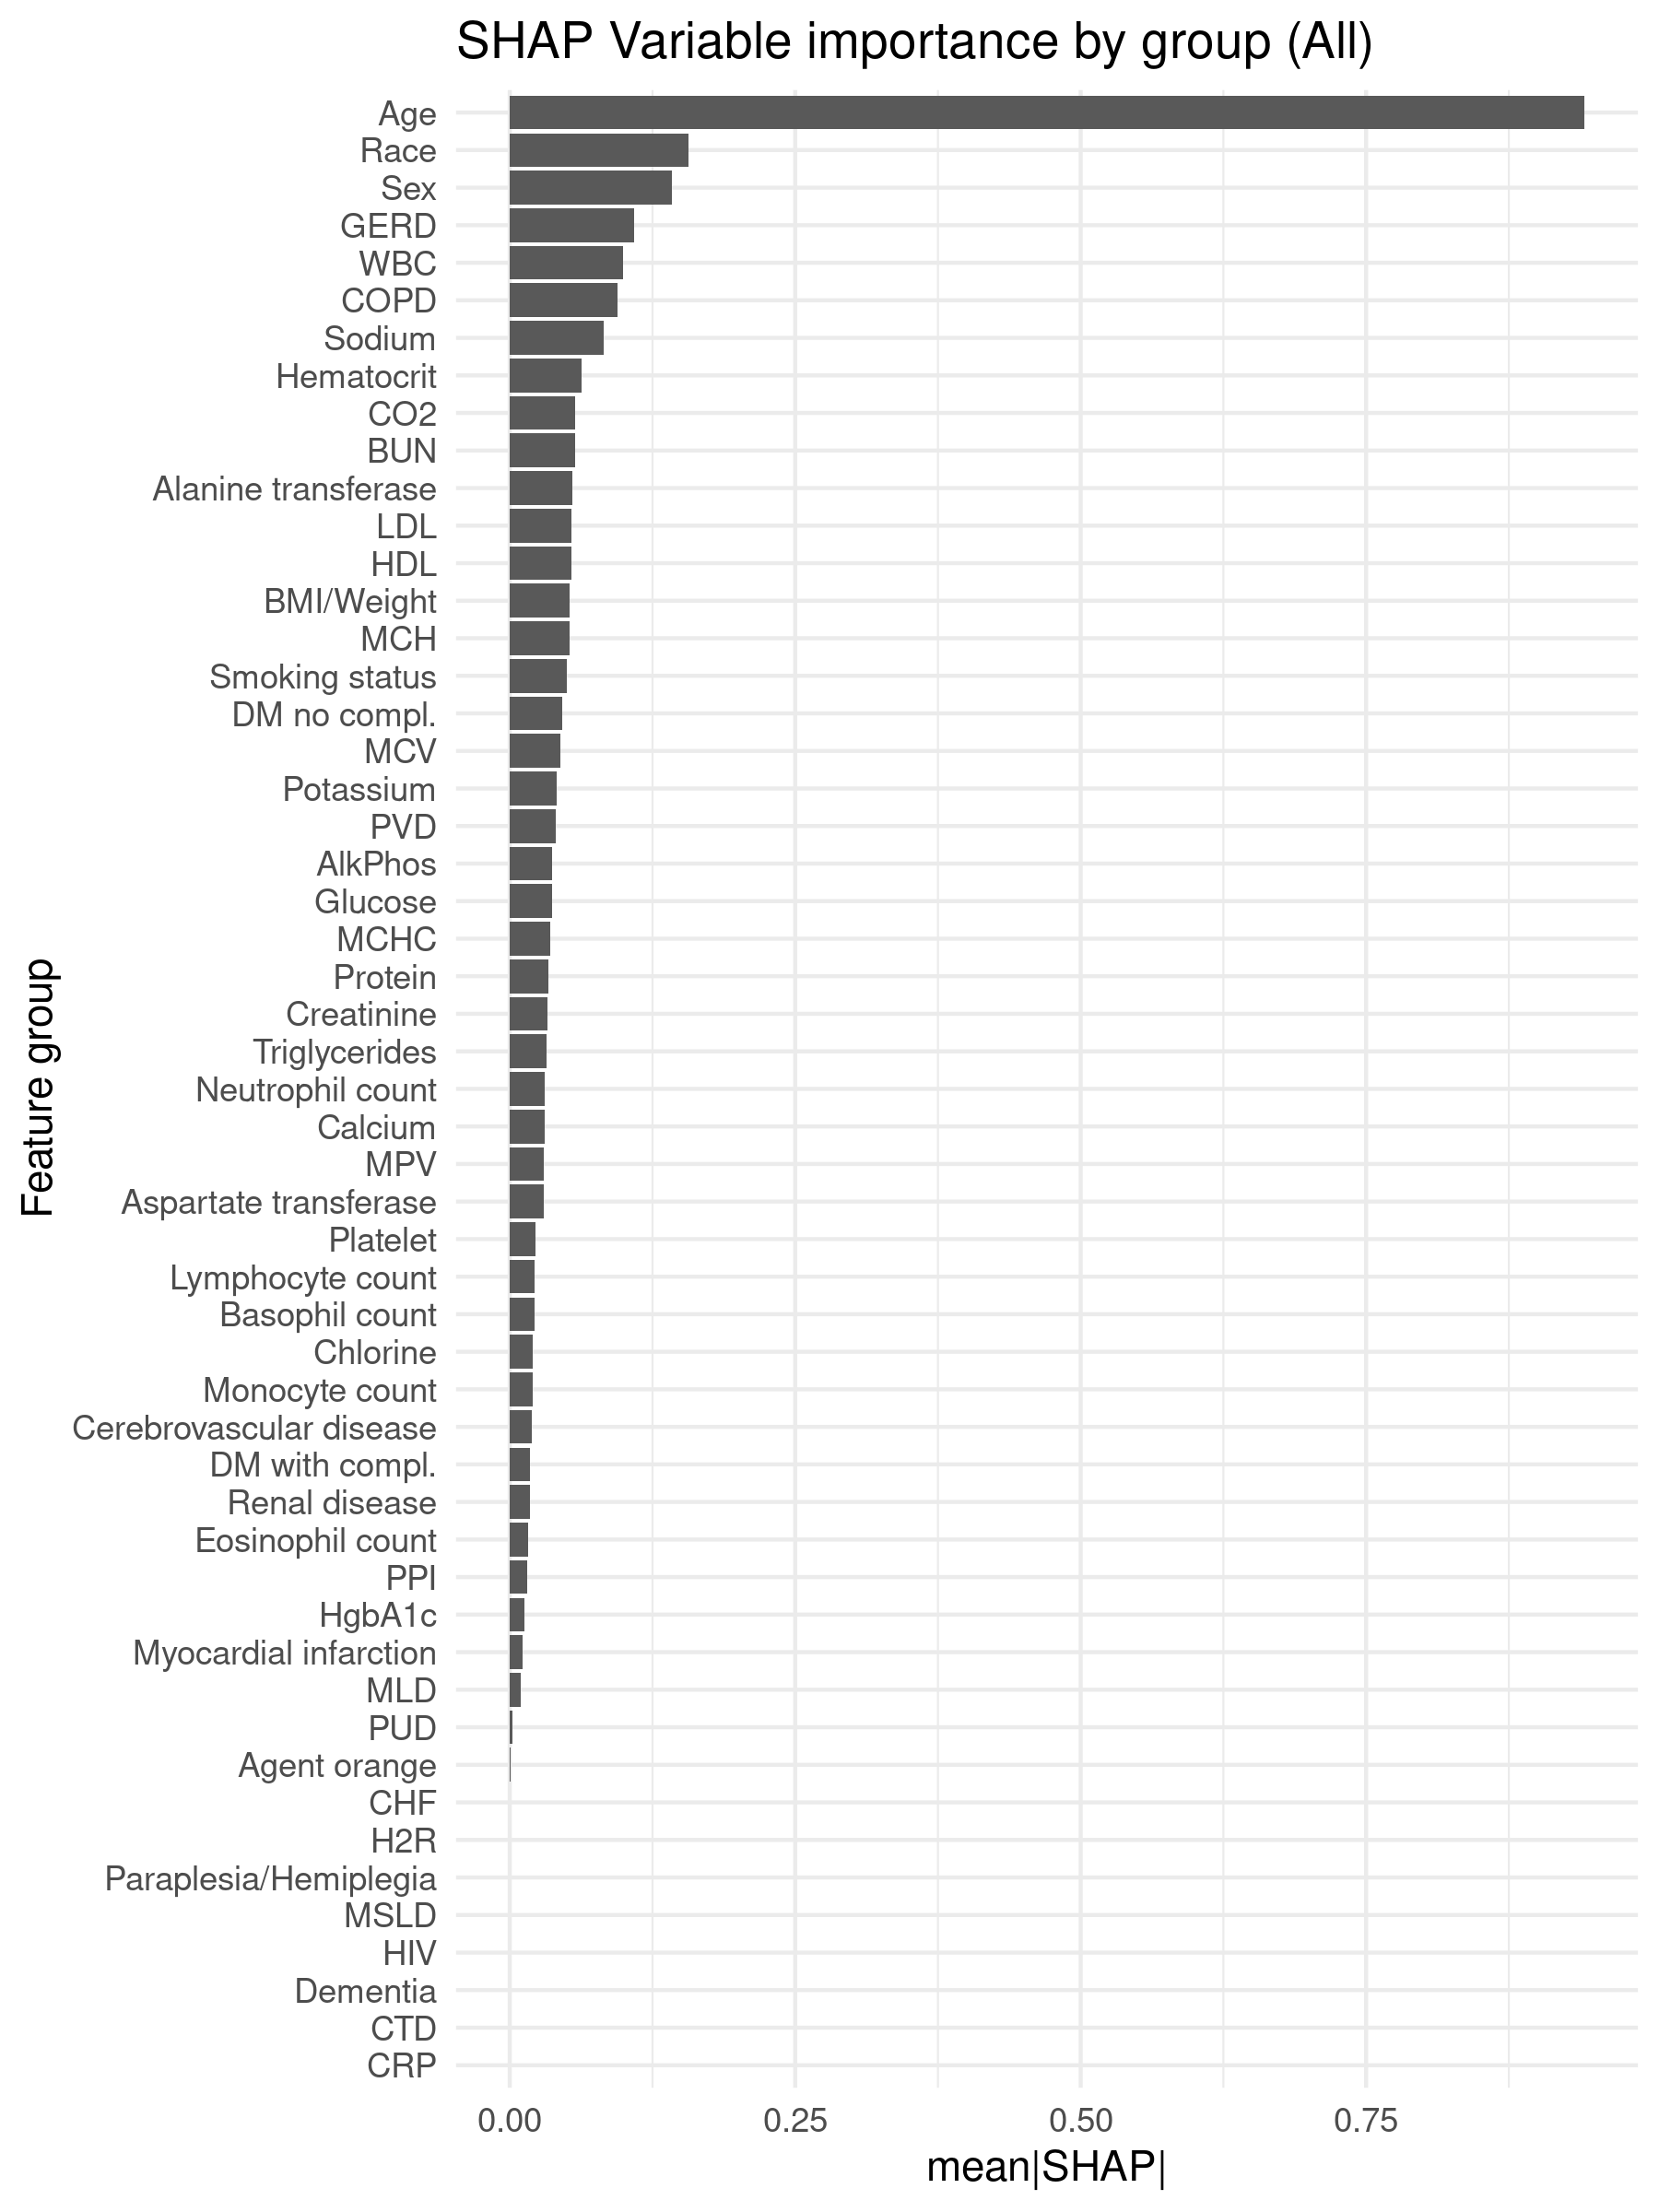 SHAP Variable importance by group (All)
Age
Race
Sex
GERD
WBC
COPD
Sodium
Hematocrit
CO2
BUN
Alanine transferase
LDL
HDL
BMI/Weight
MCH
Smoking status
DM no compl.
MCV
Potassium
PVD
AlkPhos
Glucose
MCHC
Protein
Creatinine
Triglycerides
Neutrophil count
Calcium
MPV
Aspartate transferase
Platelet
Lymphocyte count
Basophil count
Chlorine
Monocyte count
Cerebrovascular disease
DM with compl.
Renal disease
Eosinophil count
PPI
HgbA1c
Myocardial infarction
MLD
PUD
Agent orange
CHF
H2R
Paraplesia/Hemiplegia
MSLD
HIV
Dementia
CTD
CRP
Feature group
0.00 0.25 0.50 0.75
mean|SHAP|